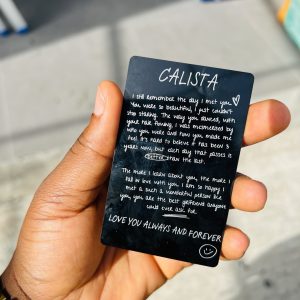 CALISTA
I still remember the day I met you
You were so beautiful, I just couldn't
stop staring. The way you danced, with
your hair flowing, I was mesmerized by
who you were and how you made me
feel. It's hard to believe it has been 3
years now, but each day that passes is
better than the last.
The more I learn about you, the more I
fall in love with you. I am so happy I
met a such a wonderful person like
you, you are the best girlfriend anyone
could ever ask for.
LOVE YOU ALWAYS AND FOREVER